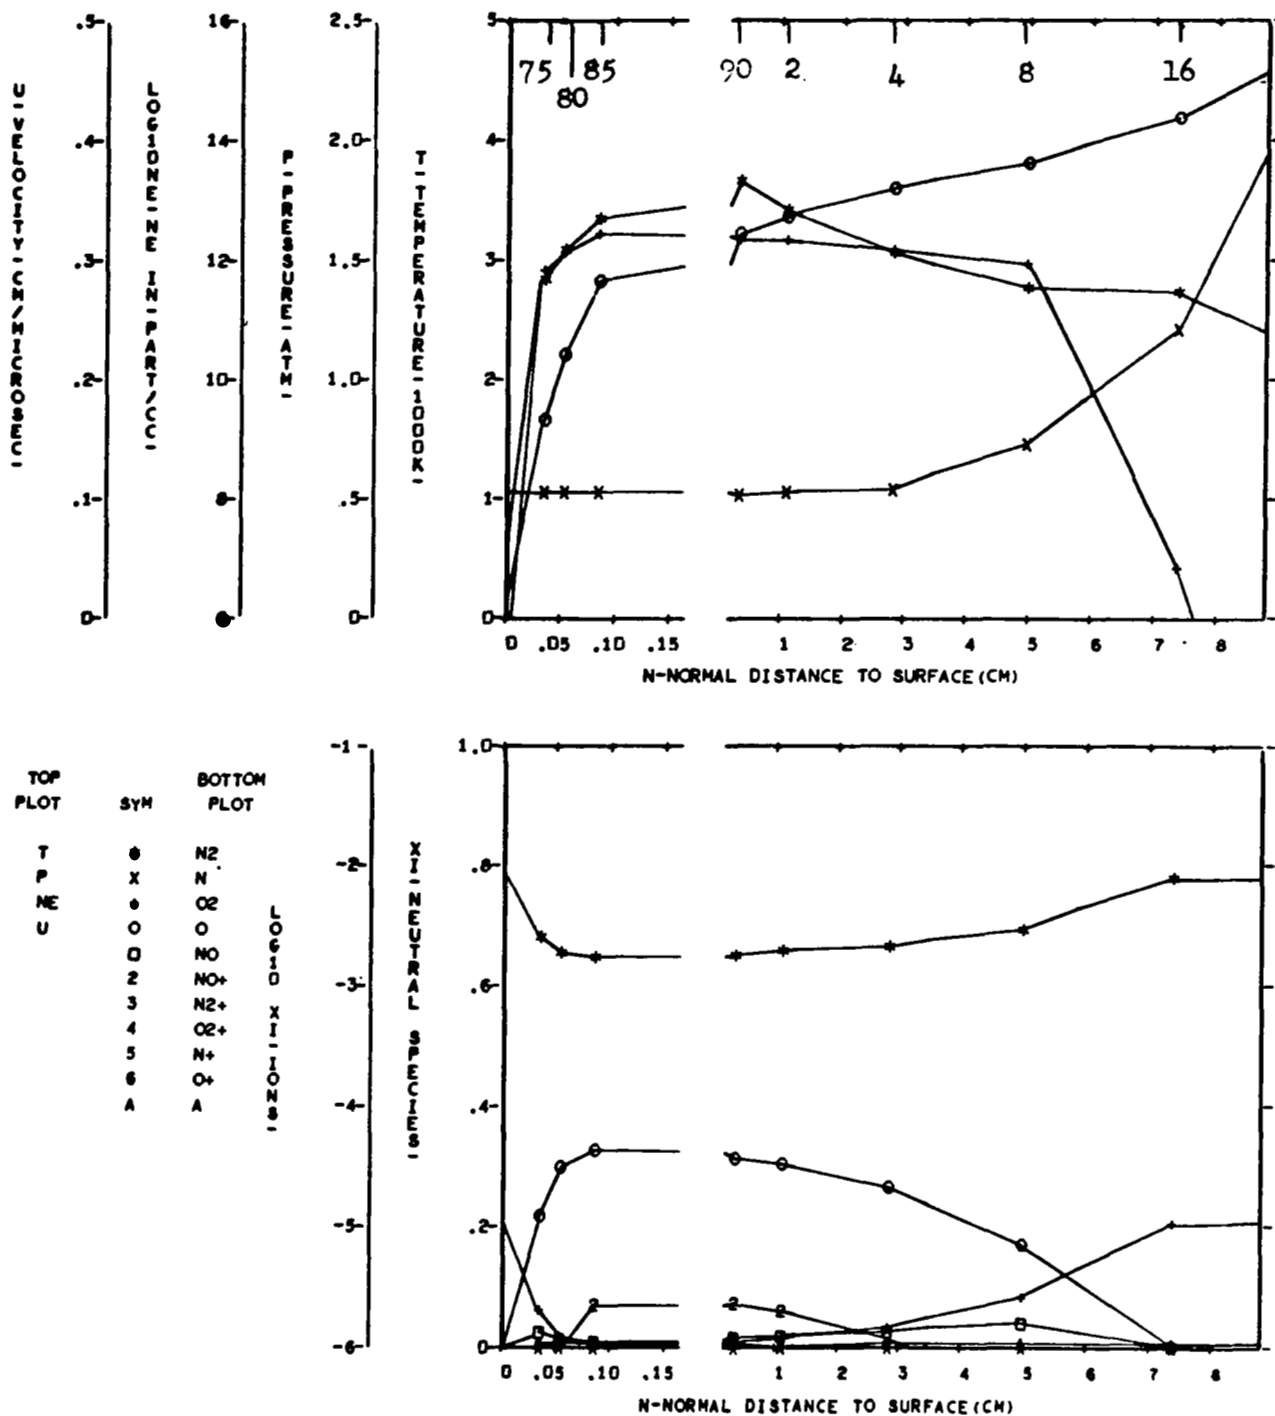 U-VELOCITY-CM/MICROSEC-
.5-
.4-
.3-
.2-
.1-
0-
LOG10NE-NE IN-PART/CC-
16-
14-
12-
10-
8-
P-PRESSURE-ATM-
2.5-
2.0-
1.5-
1.0-
.5-
0-
T-TEMPERATURE-1000K-
5
4
3
2
1
0
75 80 85 90 2 4 8 16
0 .05 .10 .15 1 2 3 4 5 6 7 8
N-NORMAL DISTANCE TO SURFACE(CM)
TOP PLOT SYM BOTTOM PLOT
T N2
P X N
NE O2
U O O
□ NO
2 NO+
3 N2+
4 O2+
5 N+
6 O+
A A
LOG10 XI-IONS-
-1
-2-
-3-
-4-
-5-
-6-
XI-NEUTRAL SPECIES-
1.0
.8
.6
.4
.2
0
2 2 2
0 .05 .10 .15 1 2 3 4 5 6 7 8
N-NORMAL DISTANCE TO SURFACE(CM)